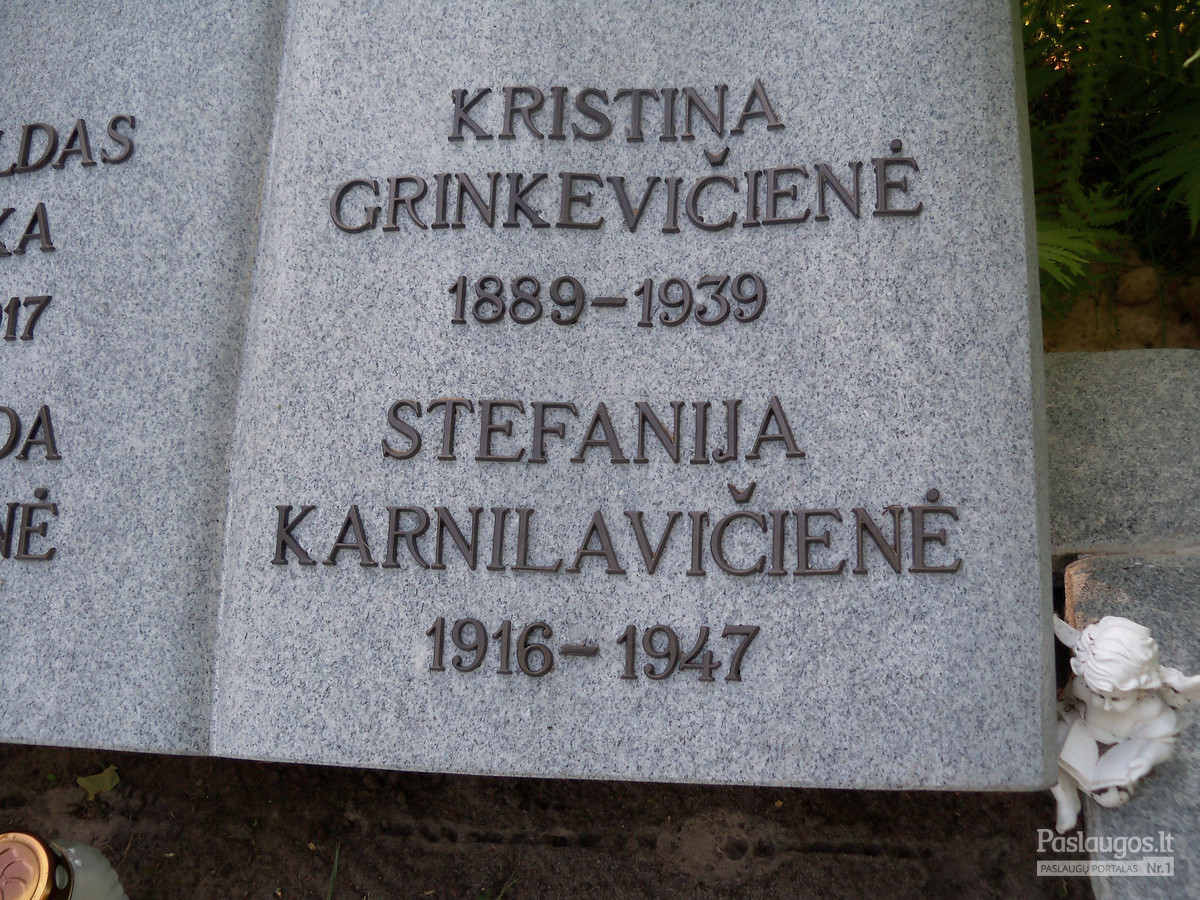 KRISTINA
GRINKEVIČIENĖ
1889–1939
STEFANIJA
KARNILAVIČIENĖ
1916–1947
Paslaugos.lt
PASLAUGŲ PORTALAS Nr.1